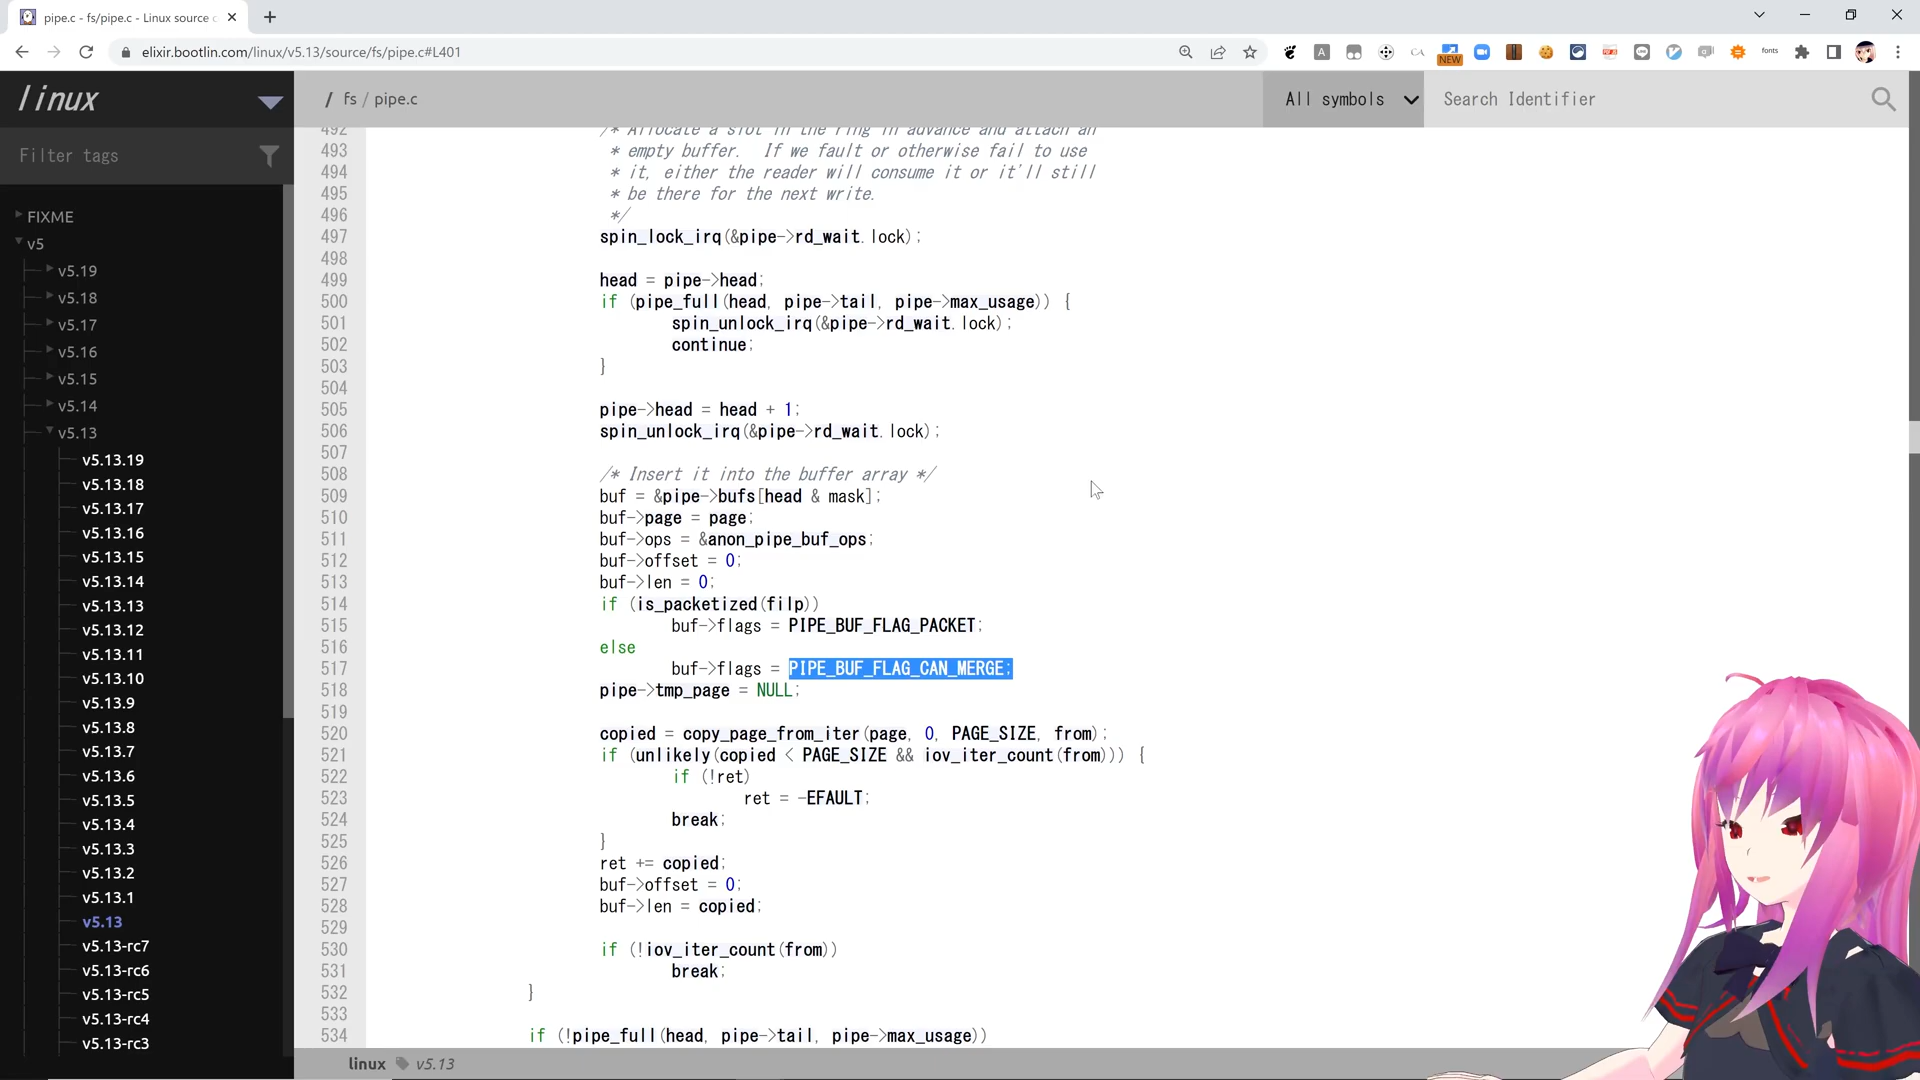 pipe.c - fs/pipe.c - Linux source c
elixir.bootlin.com/linux/v5.13/source/fs/pipe.c#L401
NEW
fonts
linux
/ fs / pipe.c
All symbols
Search Identifier
Filter tags
FIXME
v5
v5.19
v5.18
v5.17
v5.16
v5.15
v5.14
v5.13
v5.13.19
v5.13.18
v5.13.17
v5.13.16
v5.13.15
v5.13.14
v5.13.13
v5.13.12
v5.13.11
v5.13.10
v5.13.9
v5.13.8
v5.13.7
v5.13.6
v5.13.5
v5.13.4
v5.13.3
v5.13.2
v5.13.1
v5.13
v5.13-rc7
v5.13-rc6
v5.13-rc5
v5.13-rc4
v5.13-rc3
492 /* Allocate a slot in the ring in advance and attach an
493 * empty buffer.  If we fault or otherwise fail to use
494 * it, either the reader will consume it or it'll still
495 * be there for the next write.
496 */
497 spin_lock_irq(&pipe->rd_wait.lock);
498
499 head = pipe->head;
500 if (pipe_full(head, pipe->tail, pipe->max_usage)) {
501 spin_unlock_irq(&pipe->rd_wait.lock);
502 continue;
503 }
504
505 pipe->head = head + 1;
506 spin_unlock_irq(&pipe->rd_wait.lock);
507
508 /* Insert it into the buffer array */
509 buf = &pipe->bufs[head & mask];
510 buf->page = page;
511 buf->ops = &anon_pipe_buf_ops;
512 buf->offset = 0;
513 buf->len = 0;
514 if (is_packetized(filp))
515 buf->flags = PIPE_BUF_FLAG_PACKET;
516 else
517 buf->flags = PIPE_BUF_FLAG_CAN_MERGE;
518 pipe->tmp_page = NULL;
519
520 copied = copy_page_from_iter(page, 0, PAGE_SIZE, from);
521 if (unlikely(copied < PAGE_SIZE && iov_iter_count(from))) {
522 if (!ret)
523 ret = -EFAULT;
524 break;
525 }
526 ret += copied;
527 buf->offset = 0;
528 buf->len = copied;
529
530 if (!iov_iter_count(from))
531 break;
532 }
533
534 if (!pipe_full(head, pipe->tail, pipe->max_usage))
linux v5.13